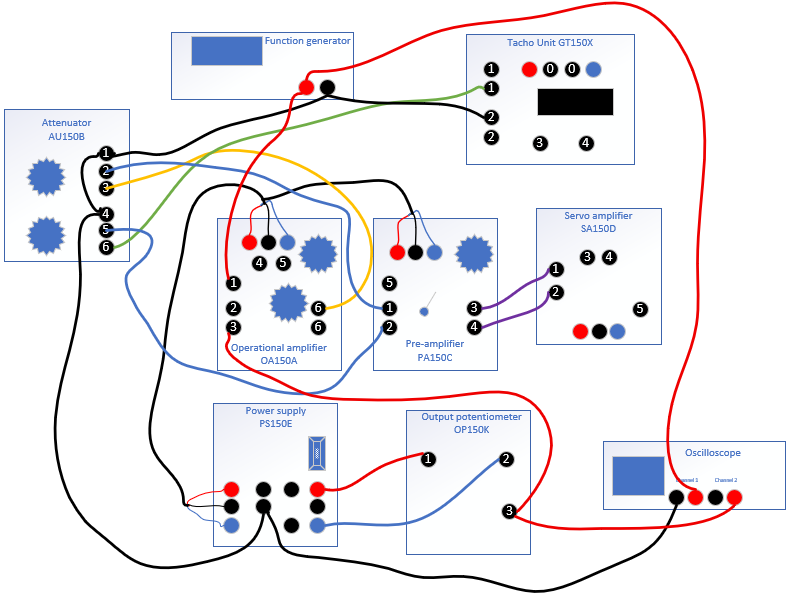 Function generator
Tacho Unit GT150X
1
0
0
1
2
2
3
4
Attenuator
AU150B
1
2
3
4
5
6
4
5
1
2
6
3
6
Operational amplifier
OA150A
5
1
3
2
4
Pre-amplifier
PA150C
Servo amplifier
SA150D
3
4
1
2
5
Power supply
PS150E
Output potentiometer
OP150K
1
2
3
Oscilloscope
Channel 1
Channel 2